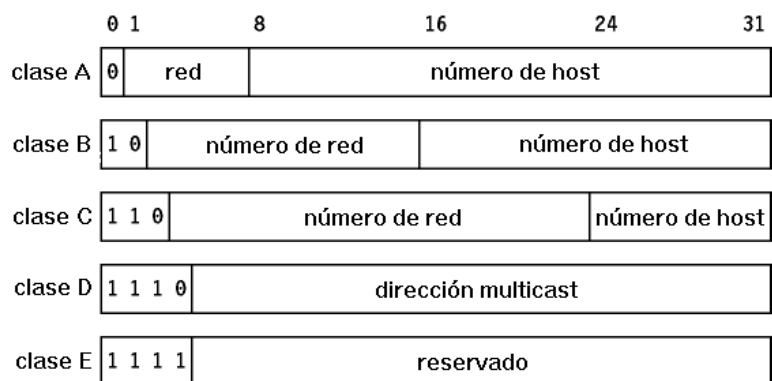 0 1 8 16 24 31
clase A 0 red número de host
clase B 1 0 número de red número de host
clase C 1 1 0 número de red número de host
clase D 1 1 1 0 dirección multicast
clase E 1 1 1 1 reservado